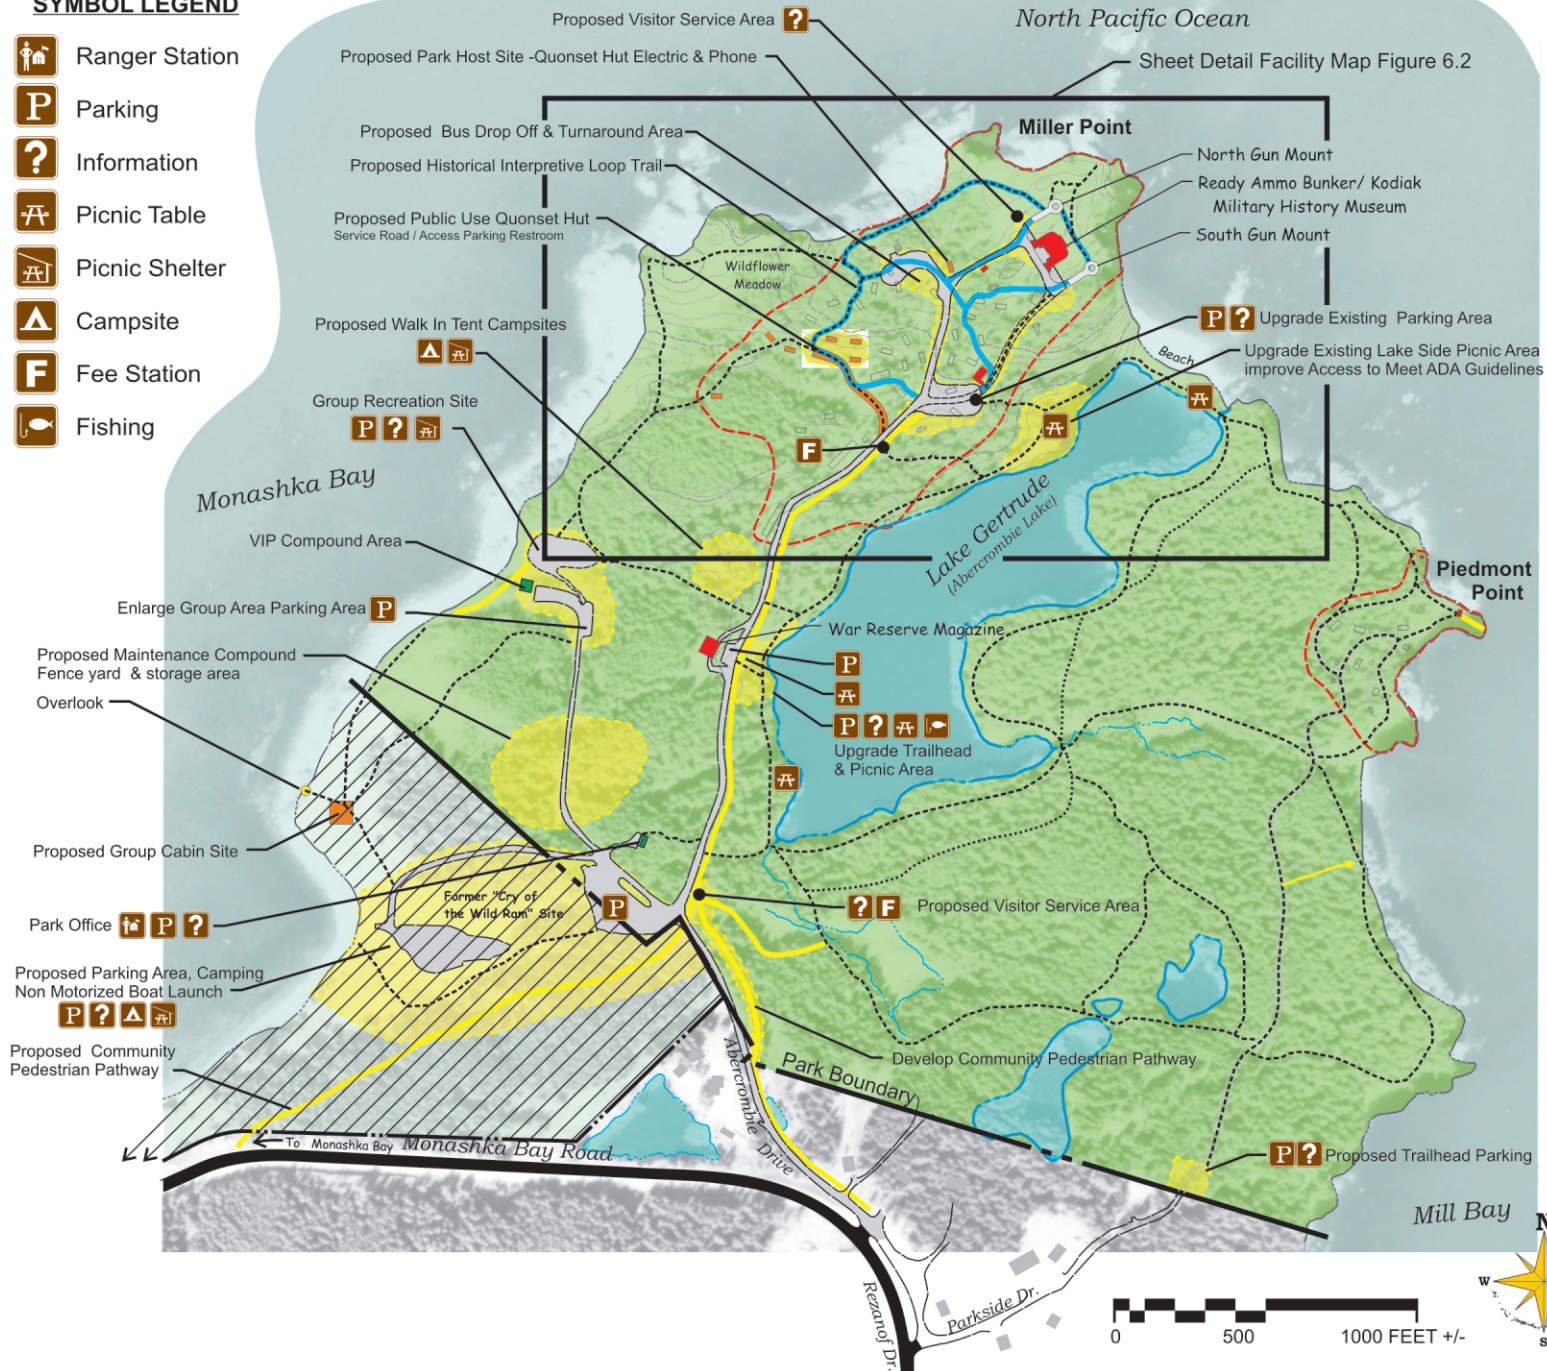 SYMBOL LEGEND
Ranger Station
P Parking
? Information
Picnic Table
Picnic Shelter
Campsite
F Fee Station
Fishing
North Pacific Ocean
Proposed Visitor Service Area ?
Proposed Park Host Site -Quonset Hut Electric & Phone
Sheet Detail Facility Map Figure 6.2
Proposed Bus Drop Off & Turnaround Area
Proposed Historical Interpretive Loop Trail
Proposed Public Use Quonset Hut
Service Road / Access Parking Restroom
Miller Point
North Gun Mount
Ready Ammo Bunker/ Kodiak
Military History Museum
South Gun Mount
Wildflower
Meadow
Proposed Walk In Tent Campsites
P ? Upgrade Existing Parking Area
Beach
Upgrade Existing Lake Side Picnic Area
improve Access to Meet ADA Guidelines
Group Recreation Site
P ?
F
Monashka Bay
Lake Gertrude
(Abercrombie Lake)
VIP Compound Area
Enlarge Group Area Parking Area P
Piedmont
Point
War Reserve Magazine
P
P ?
Upgrade Trailhead
& Picnic Area
Proposed Maintenance Compound
Fence yard & storage area
Overlook
Proposed Group Cabin Site
Former "Cry of
the Wild Ram" Site
P
? F Proposed Visitor Service Area
Park Office P ?
Proposed Parking Area, Camping
Non Motorized Boat Launch
P ?
Proposed Community
Pedestrian Pathway
Develop Community Pedestrian Pathway
Park Boundary
Abercrombie Drive
To Monashka Bay
Monashka Bay Road
P ? Proposed Trailhead Parking
Mill Bay
Rezanof Dr.
Parkside Dr.
0 500 1000 FEET +/-
N
W
S